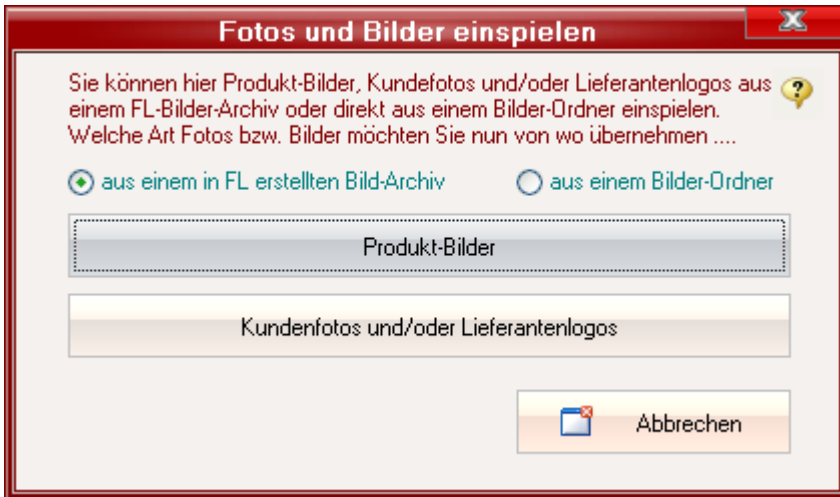 Fotos und Bilder einspielen
Sie können hier Produkt-Bilder, Kundefotos und/oder Lieferantenlogos aus
einem FL-Bilder-Archiv oder direkt aus einem Bilder-Ordner einspielen.
Welche Art Fotos bzw. Bilder möchten Sie nun von wo übernehmen ....
aus einem in FL erstellten Bild-Archiv
aus einem Bilder-Ordner
Produkt-Bilder
Kundenfotos und/oder Lieferantenlogos
Abbrechen